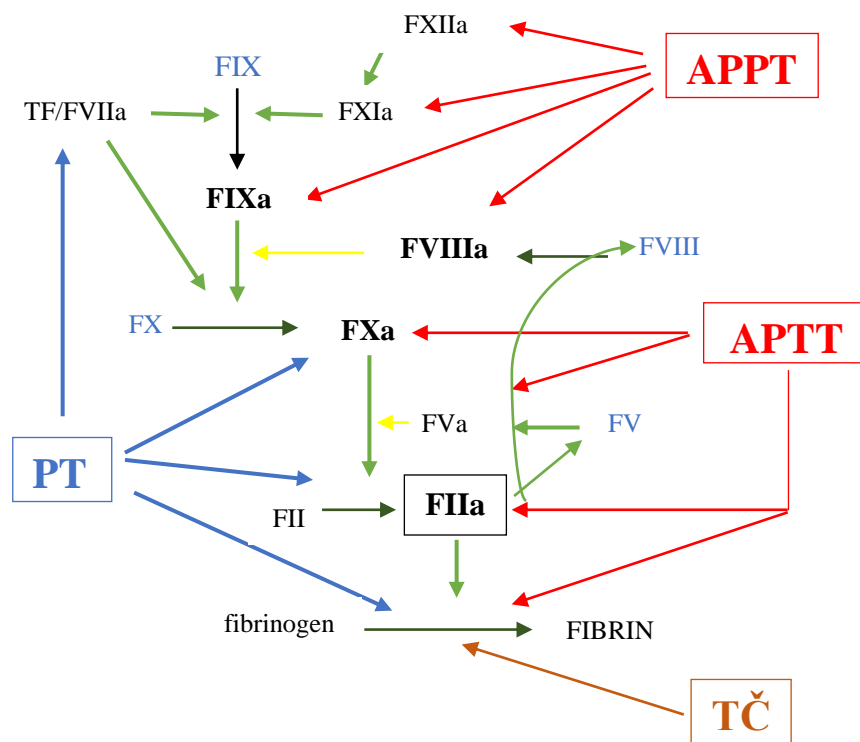 FXIIa
APPT
FIX
TF/FVIIa
FXIa
FIXa
FVIIIa
FVIII
FX
FXa
APTT
FVa
FV
PT
FII
FIIa
fibrinogen
FIBRIN
TČ